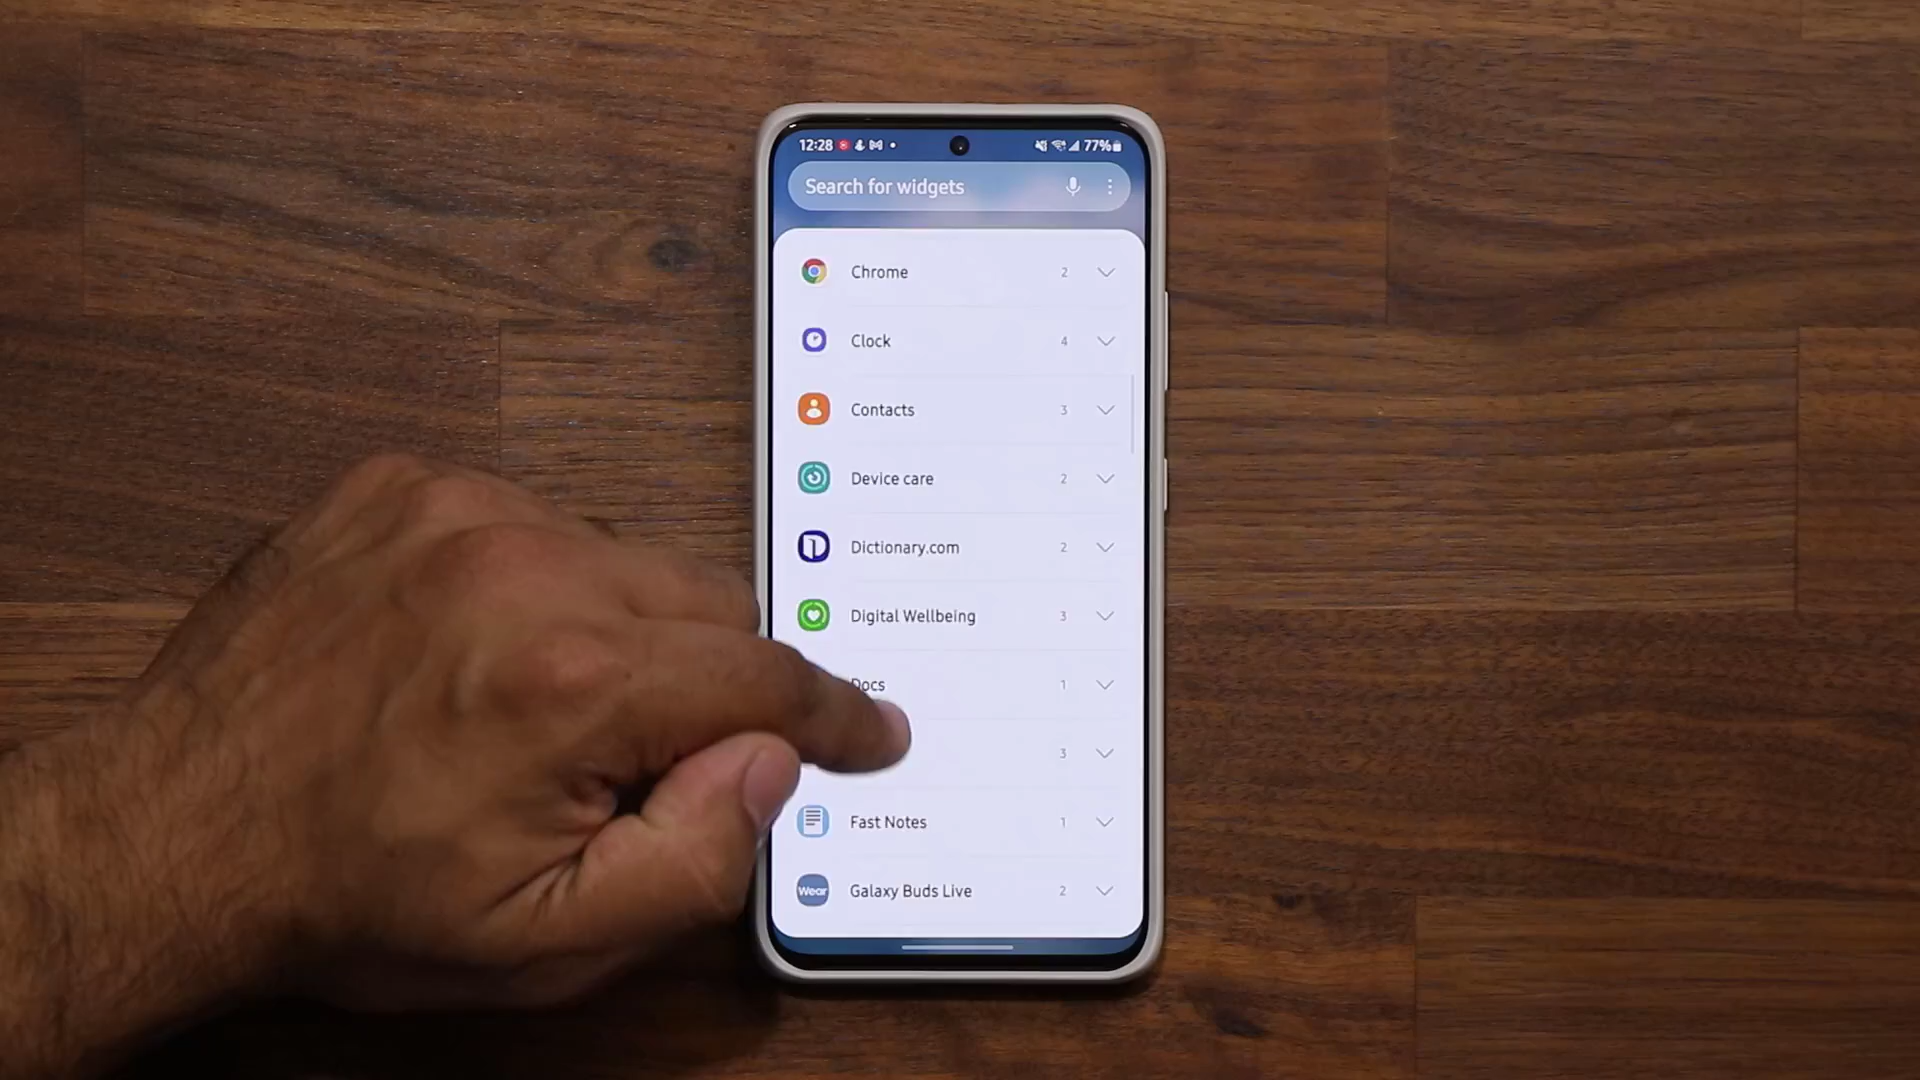 12:28 77%
Search for widgets
Chrome 2
Clock 4
Contacts 3
Device care 2
Dictionary.com 2
Digital Wellbeing 3
Docs 1
3
Fast Notes 1
Wear Galaxy Buds Live 2